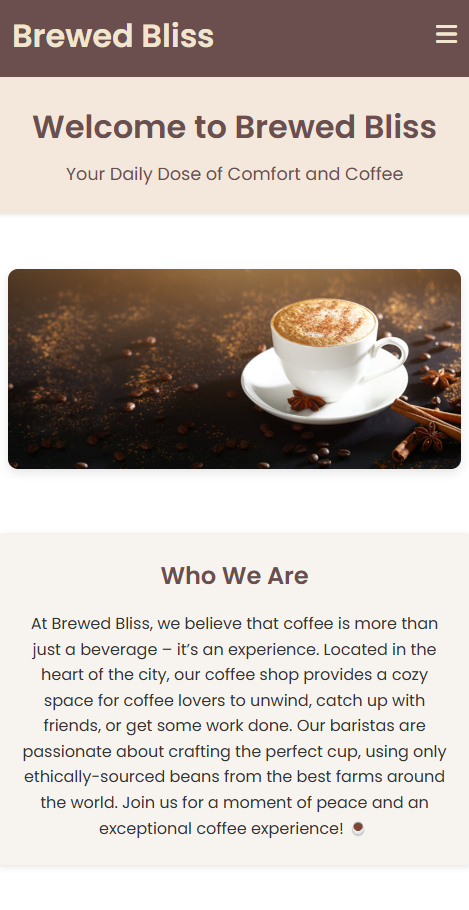 Brewed Bliss
Welcome to Brewed Bliss
Your Daily Dose of Comfort and Coffee
Who We Are
At Brewed Bliss, we believe that coffee is more than
just a beverage – it’s an experience. Located in the
heart of the city, our coffee shop provides a cozy
space for coffee lovers to unwind, catch up with
friends, or get some work done. Our baristas are
passionate about crafting the perfect cup, using only
ethically-sourced beans from the best farms around
the world. Join us for a moment of peace and an
exceptional coffee experience! ☕